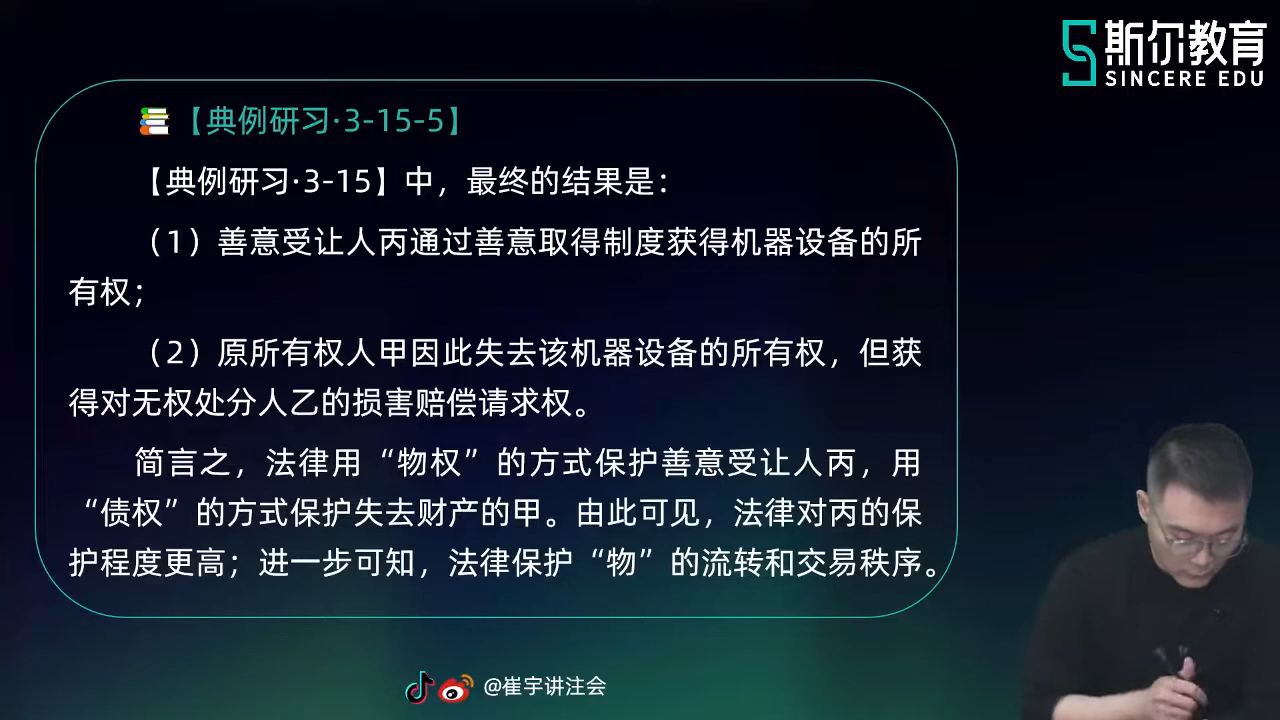 斯尔教育
SINCERE EDU
【典例研习·3-15-5】
【典例研习·3-15】中，最终的结果是：
（1）善意受让人丙通过善意取得制度获得机器设备的所
有权；
（2）原所有权人甲因此失去该机器设备的所有权，但获
得对无权处分人乙的损害赔偿请求权。
简言之，法律用“物权”的方式保护善意受让人丙，用
“债权”的方式保护失去财产的甲。由此可见，法律对丙的保
护程度更高；进一步可知，法律保护“物”的流转和交易秩序。
@崔宇讲注会